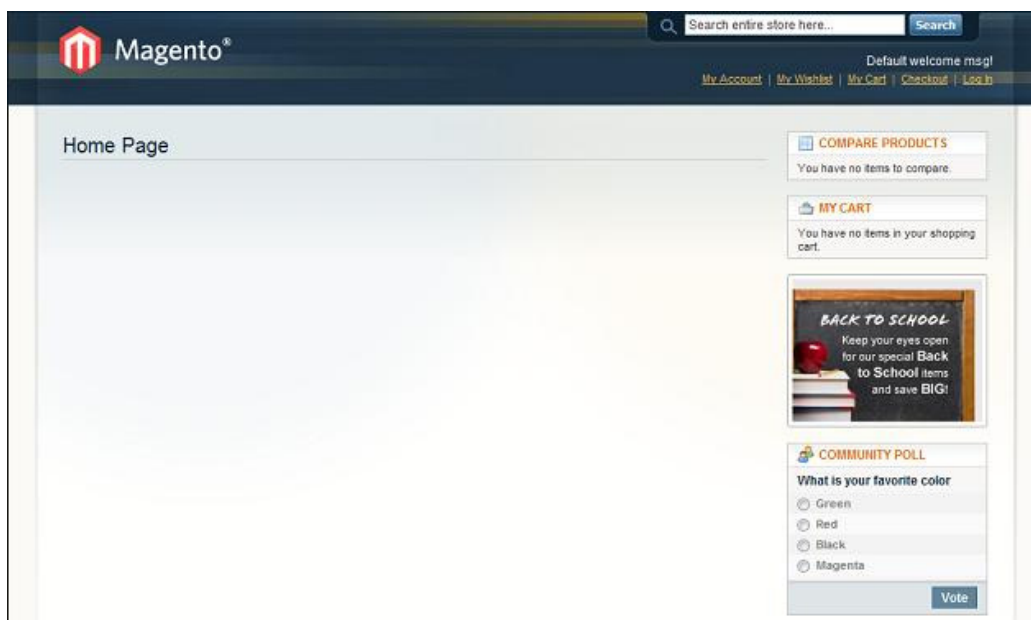 Magento®
Search entire store here...
Search
Default welcome msg!
My Account | My Wishlist | My Cart | Checkout | Log In
Home Page
COMPARE PRODUCTS
You have no items to compare.
MY CART
You have no items in your shopping
cart.
BACK TO SCHOOL
Keep your eyes open
for our special Back
to School items
and save BIG!
COMMUNITY POLL
What is your favorite color
Green
Red
Black
Magenta
Vote